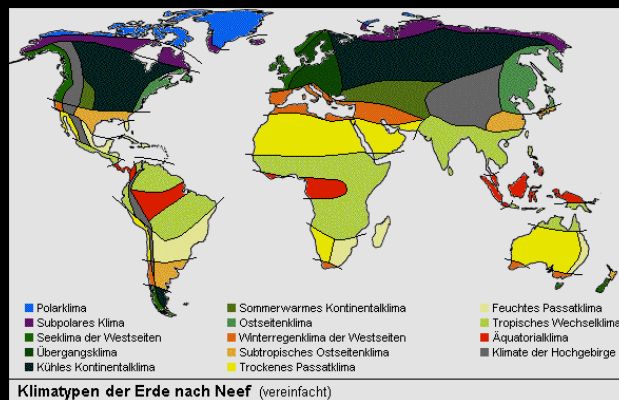 Polarklima
Subpolares Klima
Seeklima der Westseiten
Übergangsklima
Kühles Kontinentalklima
Sommerwarmes Kontinentalklima
Ostseitenklima
Winterregenklima der Westseiten
Subtropisches Ostseitenklima
Trockenes Passatklima
Feuchtes Passatklima
Tropisches Wechselklima
Äquatorialklima
Klimate der Hochgebirge
Klimatypen der Erde nach Neef (vereinfacht)